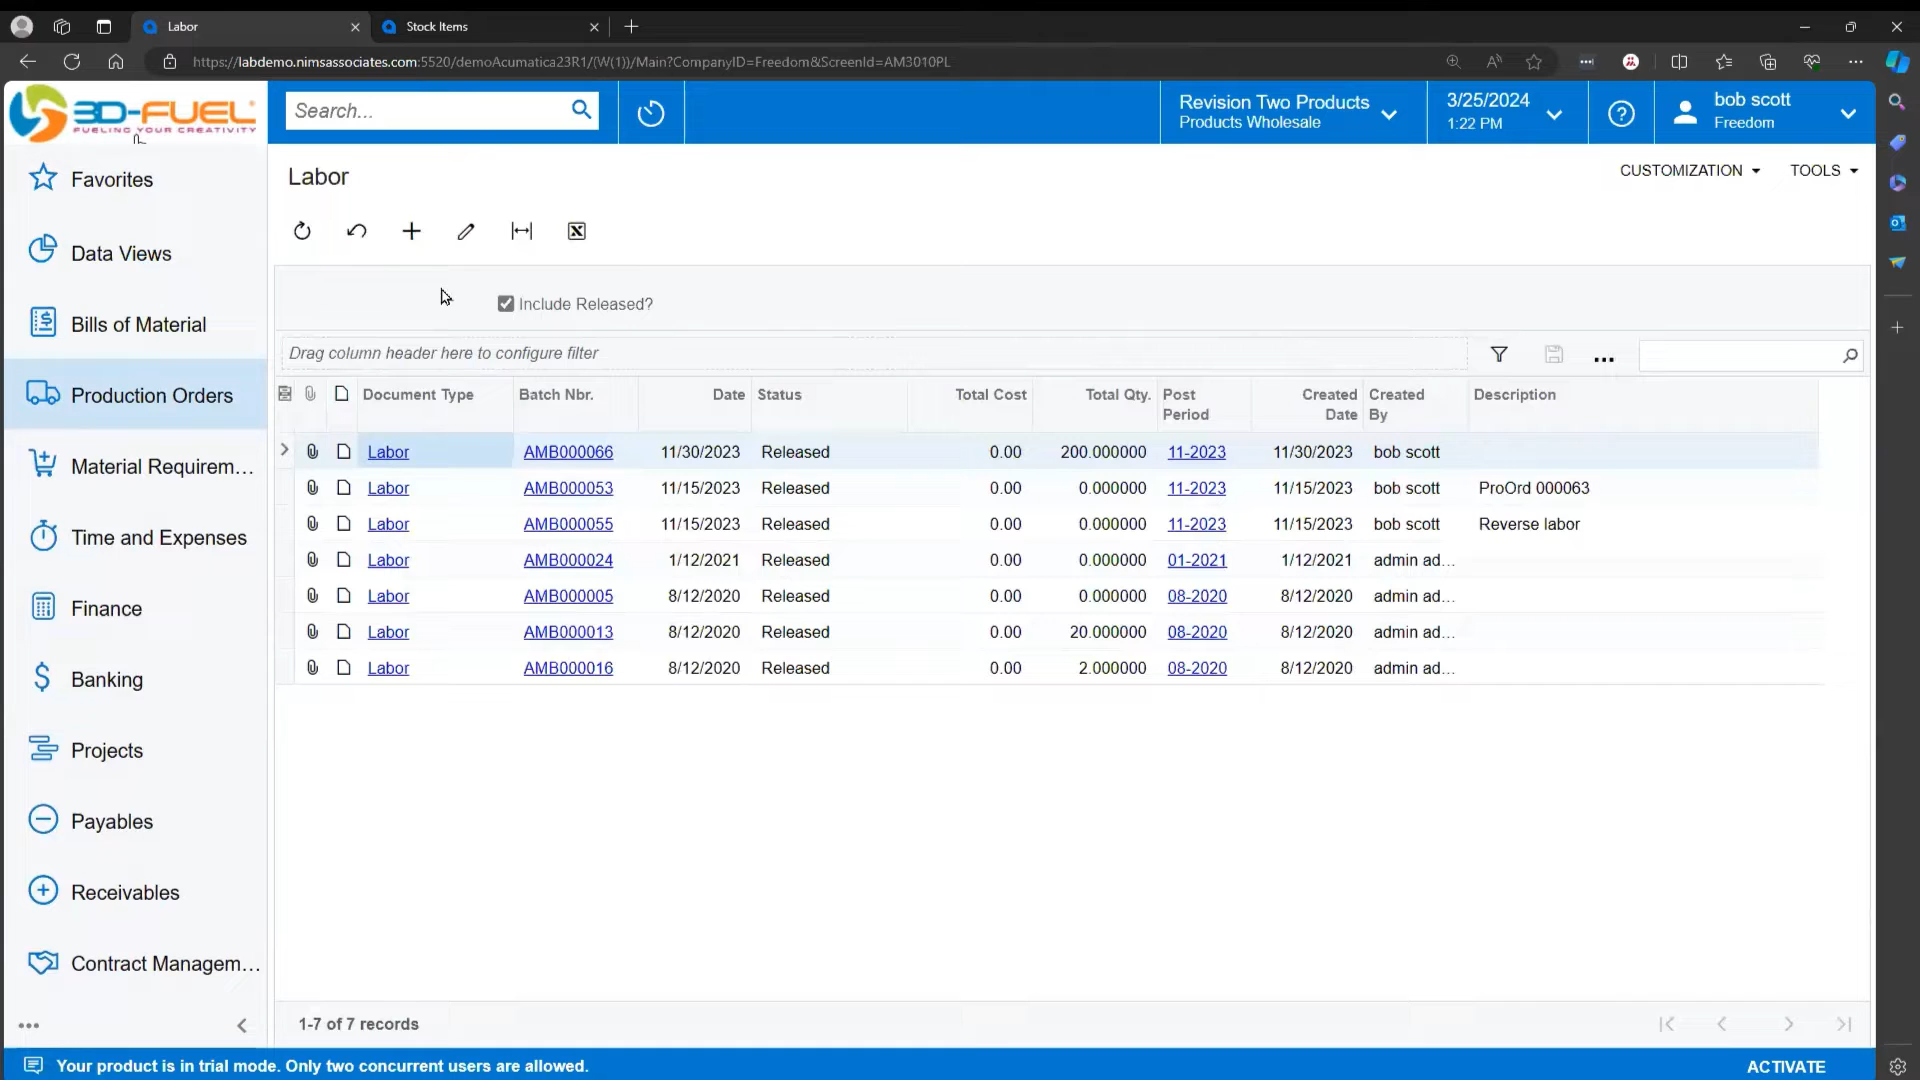 Labor
Stock Items
https://labdemo.nimsassociates.com:5520/demoAcumatica23R1/(W(1))/Main?CompanyID=Freedom&ScreenId=AM3010PL
3D-FUEL
FUELING YOUR CREATIVITY
Search...
Revision Two Products
Products Wholesale
3/25/2024
1:22 PM
bob scott
Freedom
Favorites
Data Views
Bills of Material
Production Orders
Material Requirem...
Time and Expenses
Finance
Banking
Projects
Payables
Receivables
Contract Managem...
Labor
CUSTOMIZATION
TOOLS
Include Released?
Drag column header here to configure filter
Document Type Batch Nbr. Date Status Total Cost Total Qty. Post Period Created Date Created By Description
Labor AMB000066 11/30/2023 Released 0.00 200.000000 11-2023 11/30/2023 bob scott
Labor AMB000053 11/15/2023 Released 0.00 0.000000 11-2023 11/15/2023 bob scott ProOrd 000063
Labor AMB000055 11/15/2023 Released 0.00 0.000000 11-2023 11/15/2023 bob scott Reverse labor
Labor AMB000024 1/12/2021 Released 0.00 0.000000 01-2021 1/12/2021 admin ad...
Labor AMB000005 8/12/2020 Released 0.00 0.000000 08-2020 8/12/2020 admin ad...
Labor AMB000013 8/12/2020 Released 0.00 20.000000 08-2020 8/12/2020 admin ad...
Labor AMB000016 8/12/2020 Released 0.00 2.000000 08-2020 8/12/2020 admin ad...
1-7 of 7 records
Your product is in trial mode. Only two concurrent users are allowed.
ACTIVATE